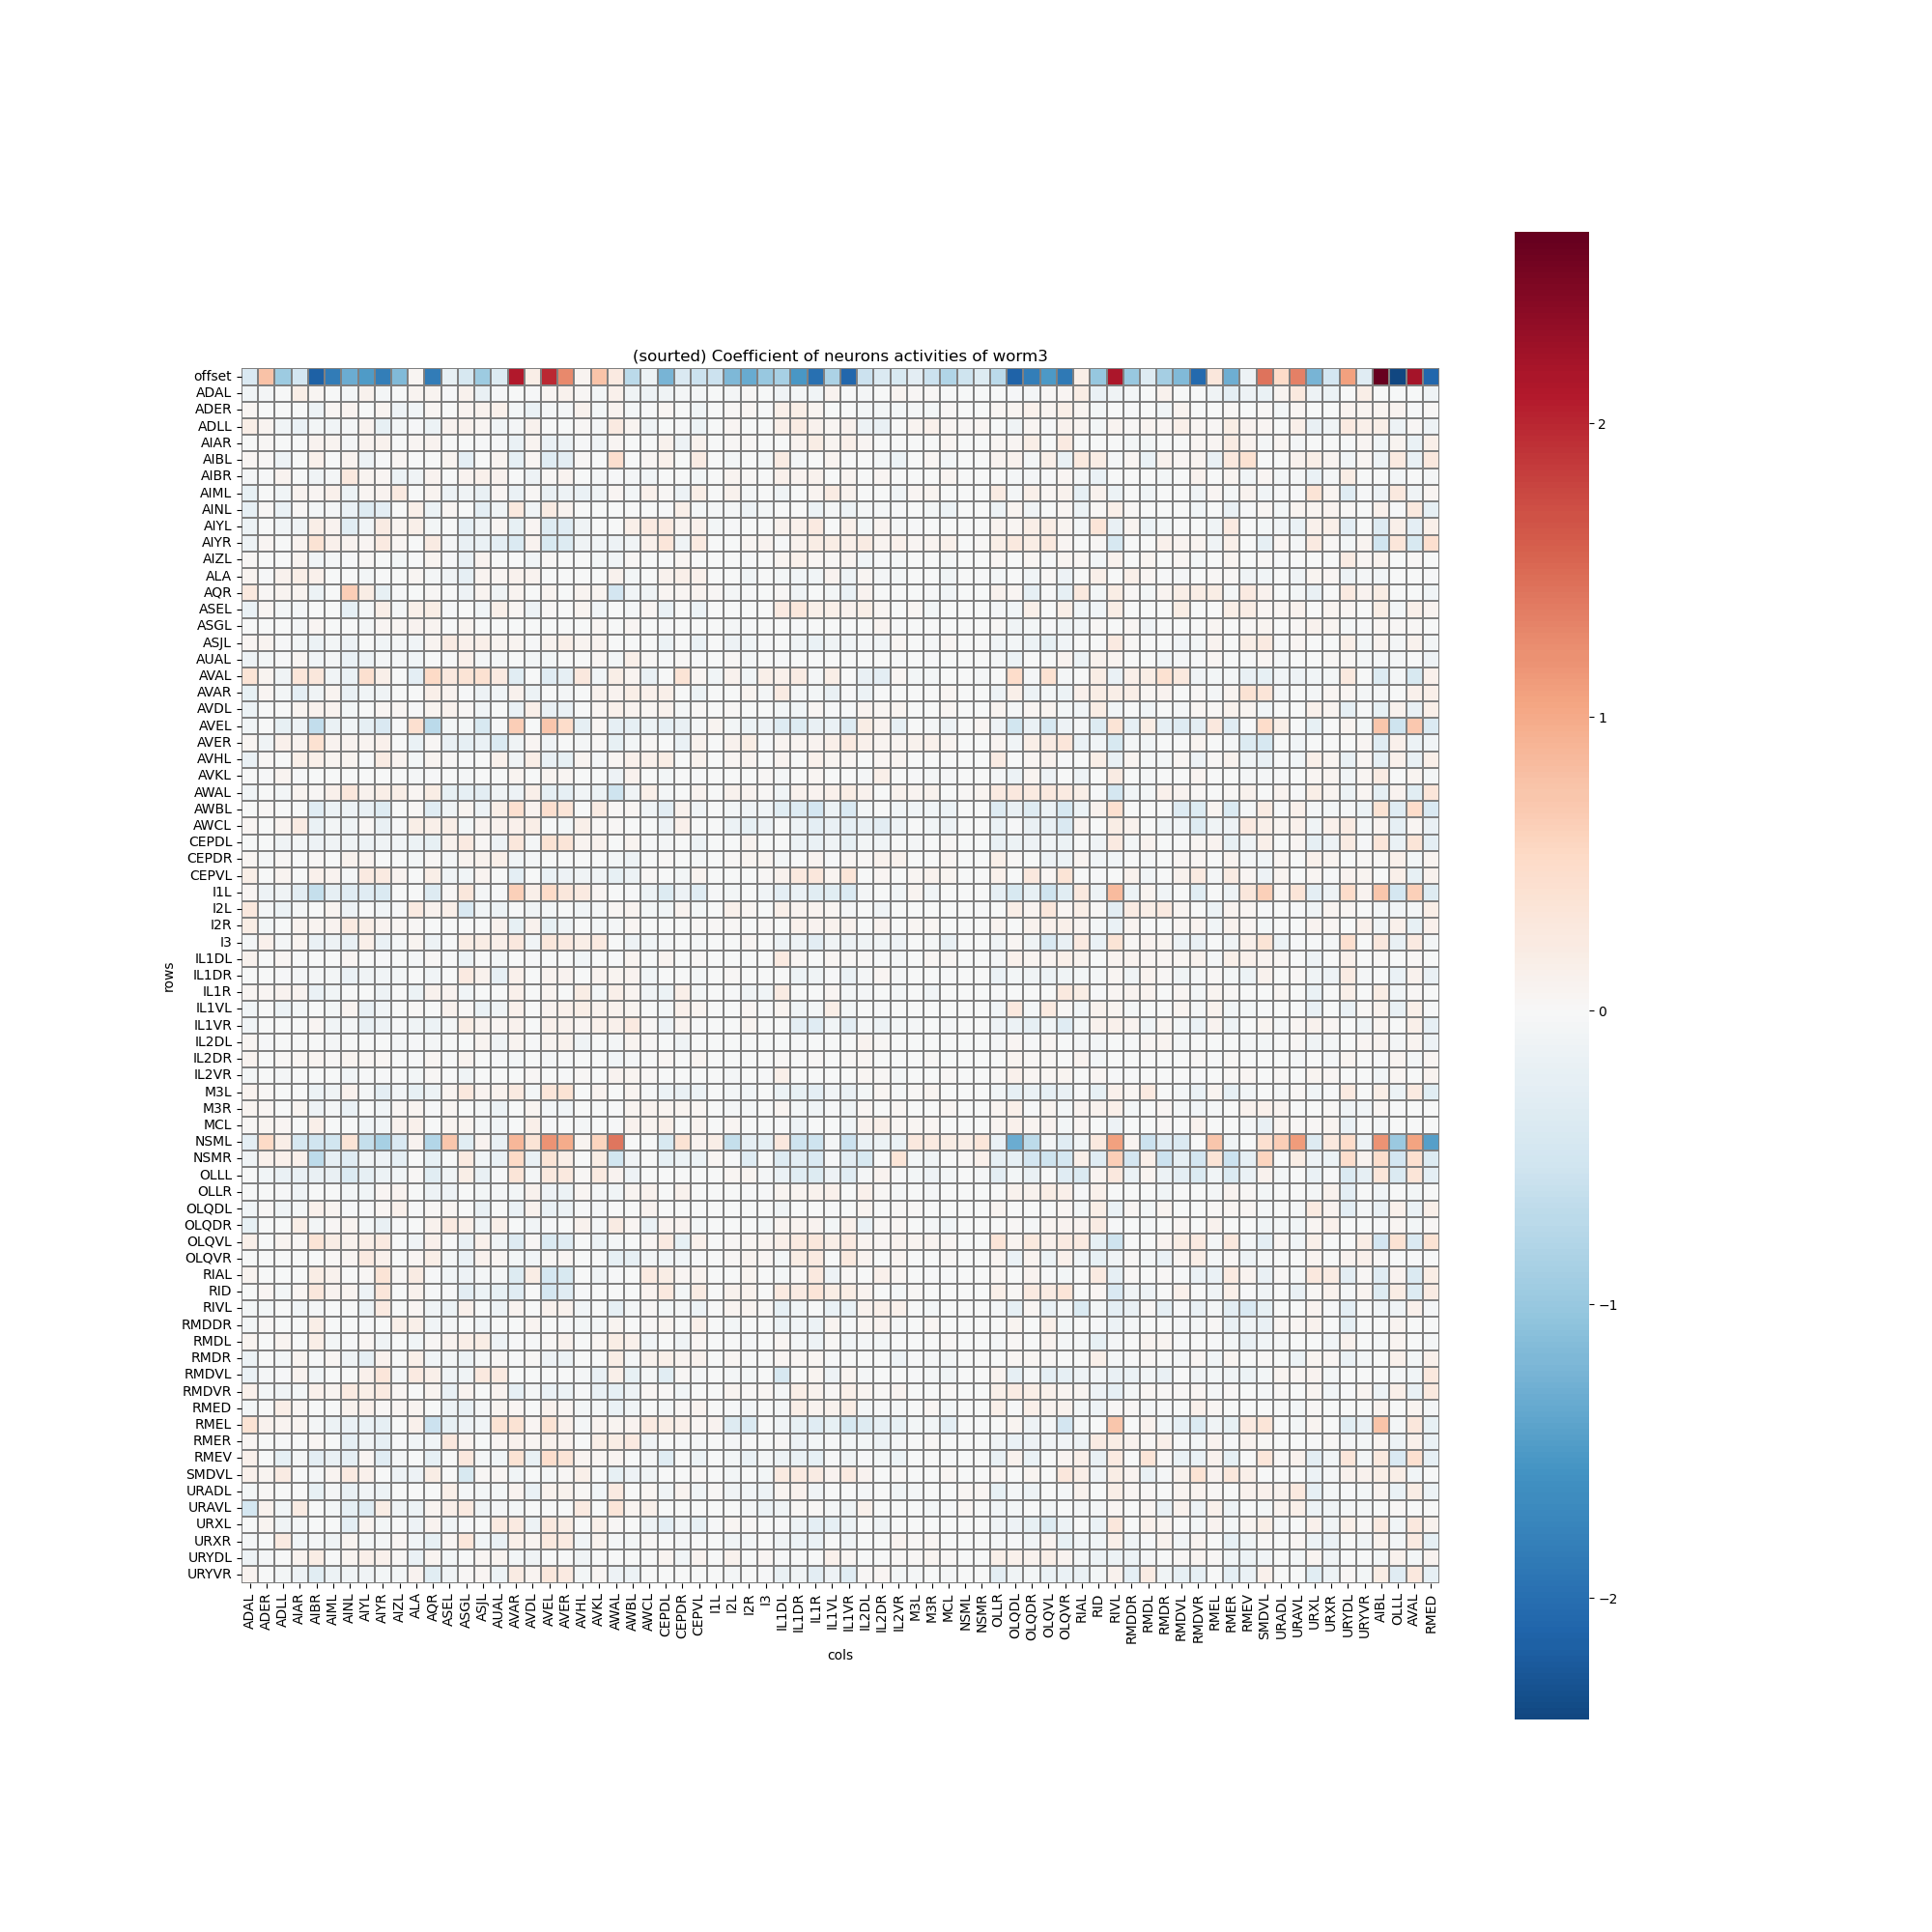 (sourted) Coefficient of neurons activities of worm3
offset
ADAL
ADER
ADLL
AIAR
AIBL
AIBR
AIML
AINL
AIYL
AIYR
AIZL
ALA
AQR
ASEL
ASGL
ASJL
AUAL
AVAL
AVAR
AVDL
AVEL
AVER
AVHL
AVKL
AWAL
AWBL
AWCL
CEPDL
CEPDR
CEPVL
I1L
I2L
I2R
I3
IL1DL
IL1DR
IL1R
IL1VL
IL1VR
IL2DL
IL2DR
IL2VR
M3L
M3R
MCL
NSML
NSMR
OLLL
OLLR
OLQDL
OLQDR
OLQVL
OLQVR
RIAL
RID
RIVL
RMDDR
RMDL
RMDR
RMDVL
RMDVR
RMED
RMEL
RMER
RMEV
SMDVL
URADL
URAVL
URXL
URXR
URYDL
URYVR
rows
ADAL
ADER
ADLL
AIAR
AIBR
AIML
AINL
AIYL
AIYR
AIZL
ALA
AQR
ASEL
ASGL
ASJL
AUAL
AVAR
AVDL
AVEL
AVER
AVHL
AVKL
AWAL
AWBL
AWCL
CEPDL
CEPDR
CEPVL
I1L
I2L
I2R
I3
IL1DL
IL1DR
IL1R
IL1VL
IL1VR
IL2DL
IL2DR
IL2VR
M3L
M3R
MCL
NSML
NSMR
OLLR
OLQDL
OLQDR
OLQVL
OLQVR
RIAL
RID
RIVL
RMDDR
RMDL
RMDR
RMDVL
RMDVR
RMEL
RMER
RMEV
SMDVL
URADL
URAVL
URXL
URXR
URYDL
URYVR
AIBL
OLLL
AVAL
RMED
cols
2
1
0
−1
−2